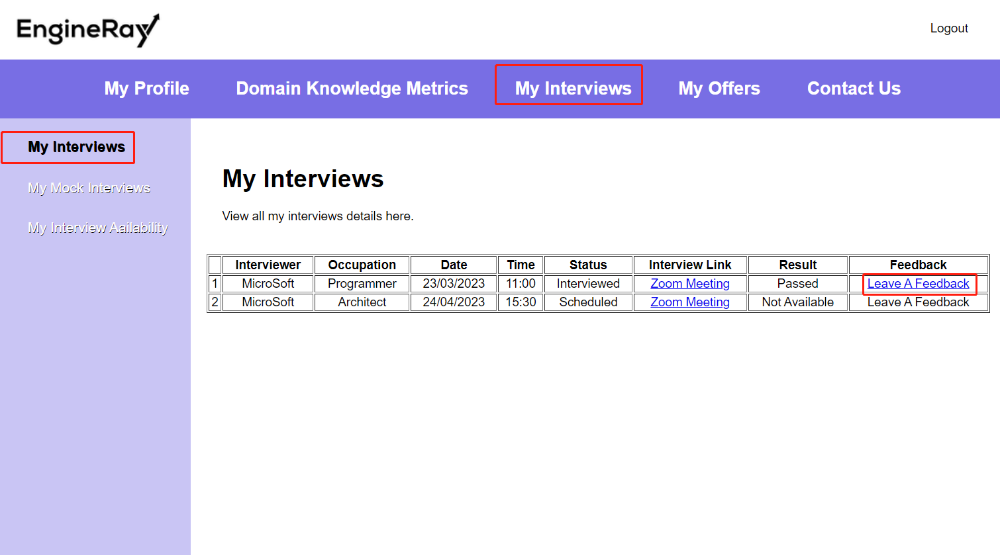 EngineRay
Logout
My Profile Domain Knowledge Metrics My Interviews My Offers Contact Us
My Interviews
My Mock Interviews
My Interview Aailability
My Interviews
View all my interviews details here.
Interviewer Occupation Date Time Status Interview Link Result Feedback
1 MicroSoft Programmer 23/03/2023 11:00 Interviewed Zoom Meeting Passed Leave A Feedback
2 MicroSoft Architect 24/04/2023 15:30 Scheduled Zoom Meeting Not Available Leave A Feedback